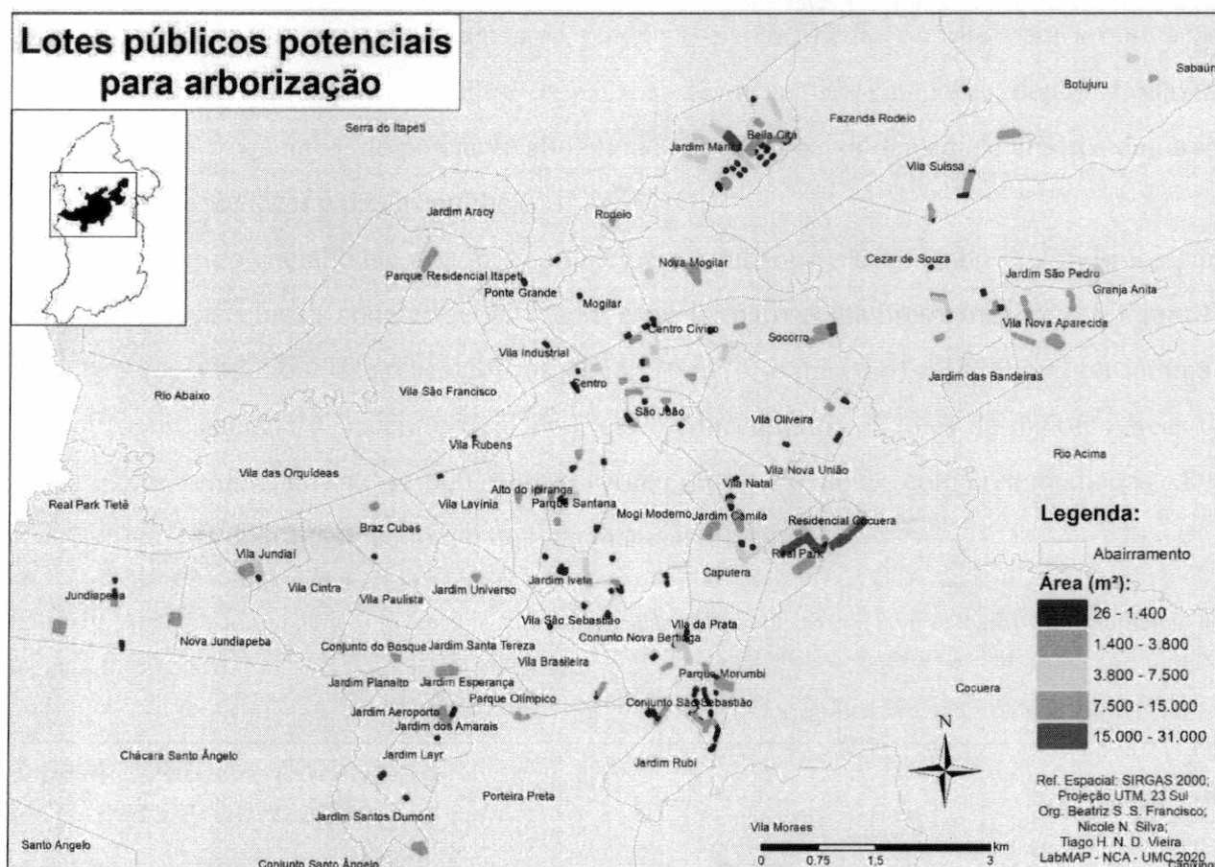 Lotes públicos potenciais
para arborização
Sabaún
Botujuru
Fazenda Rodeio
Serra do Itapeti
Bella Citá
Jardim Maricá
Vila Suissa
Jardim Aracy
Rodeio
Cezar de Souza
Nova Mogilar
Jardim São Pedro
Parque Residencial Itapeti
Granja Anita
Ponte Grande
Mogilar
Vila Nova Aparecida
Centro Cívico
Socorro
Vila Industrial
Jardim das Bandeiras
Centro
Vila São Francisco
Rio Abaixo
São João
Vila Oliveira
Vila Rubens
Rio Acima
Vila das Orquídeas
Vila Nova União
Vila Natal
Alto do Ipiranga
Real Park Tietê
Vila Lavínia
Parque Santana
Mogi Moderno
Jardim Camila
Residencial Cocuera
Braz Cubas
Vila Jundiaí
Real Park
Caputera
Jardim Ivete
Vila Cintra
Jardim Universo
Jundiapeba
Vila Paulista
Vila São Sebastião
Vila da Prata
Nova Jundiapeba
Conunto Nova Bertioga
Conjunto do Bosque
Jardim Santa Tereza
Vila Brasileira
Parque Morumbi
Jardim Planalto
Jardim Esperança
Cocuera
Parque Olímpico
Conjunto São Sebastião
Jardim Aeroporto
Jardim dos Amarais
Chácara Santo Ângelo
Jardim Layr
Jardim Rubi
Porteira Preta
Jardim Santos Dumont
Vila Moraes
Santo Ângelo
Conjunto Santo Ângelo
Legenda:
Abairramento
Área (m²):
26 - 1.400
1.400 - 3.800
3.800 - 7.500
7.500 - 15.000
15.000 - 31.000
N
Ref. Espacial: SIRGAS 2000;
Projeção UTM, 23 Sul
Org. Beatriz S .S. Francisco;
Nicole N. Silva;
Tiago H. N. D. Vieira.
LabMAP - NCA - UMC,2020
km
0 0,75 1,5 3